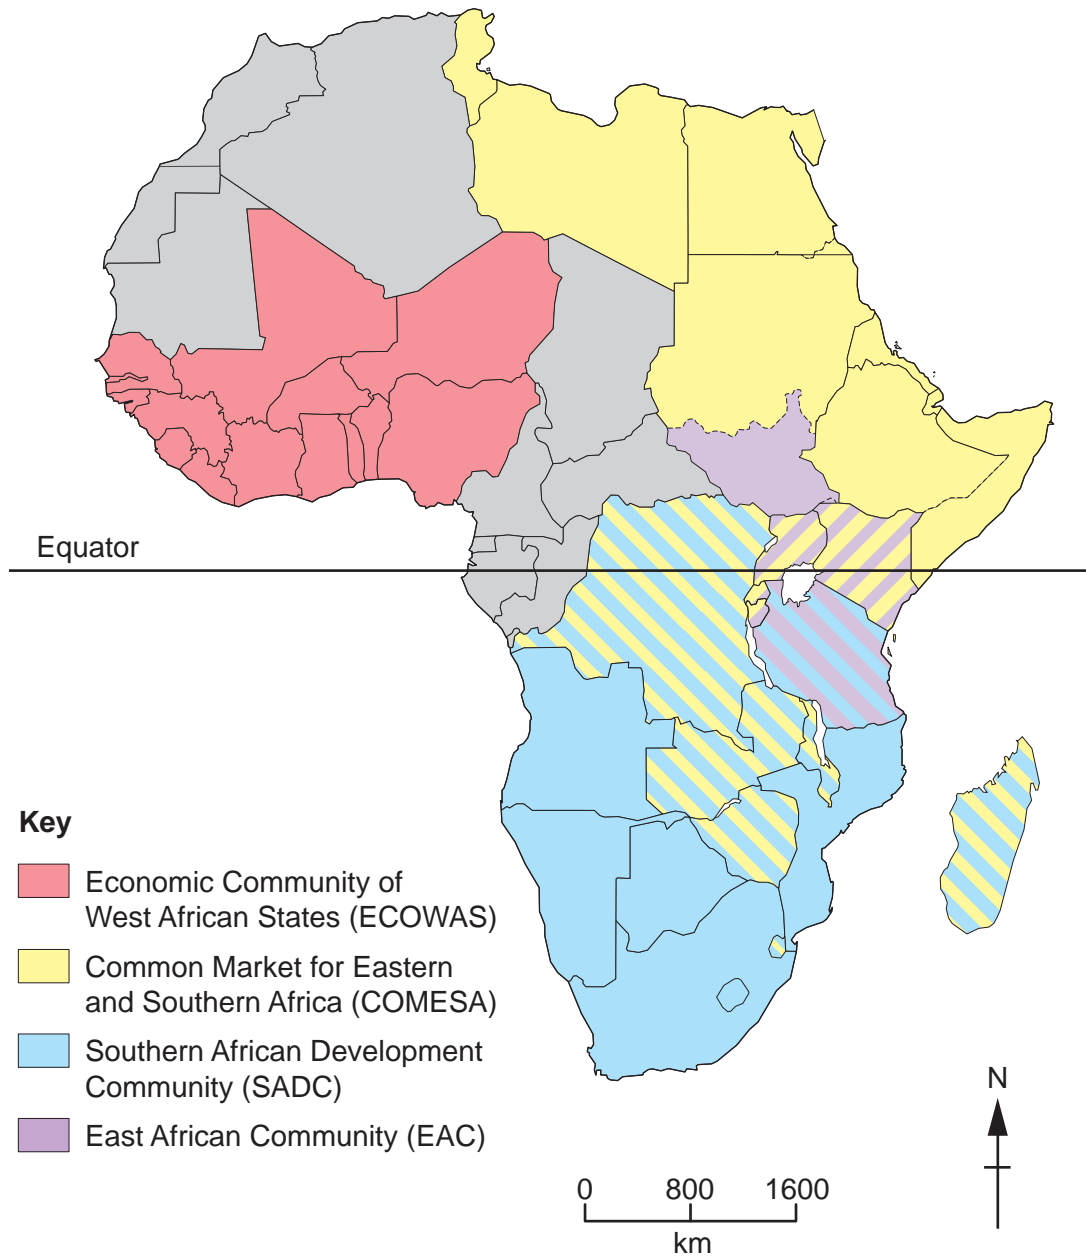 Equator
Key
Economic Community of
West African States (ECOWAS)
Common Market for Eastern
and Southern Africa (COMESA)
Southern African Development
Community (SADC)
East African Community (EAC)
N
0 800 1600
km